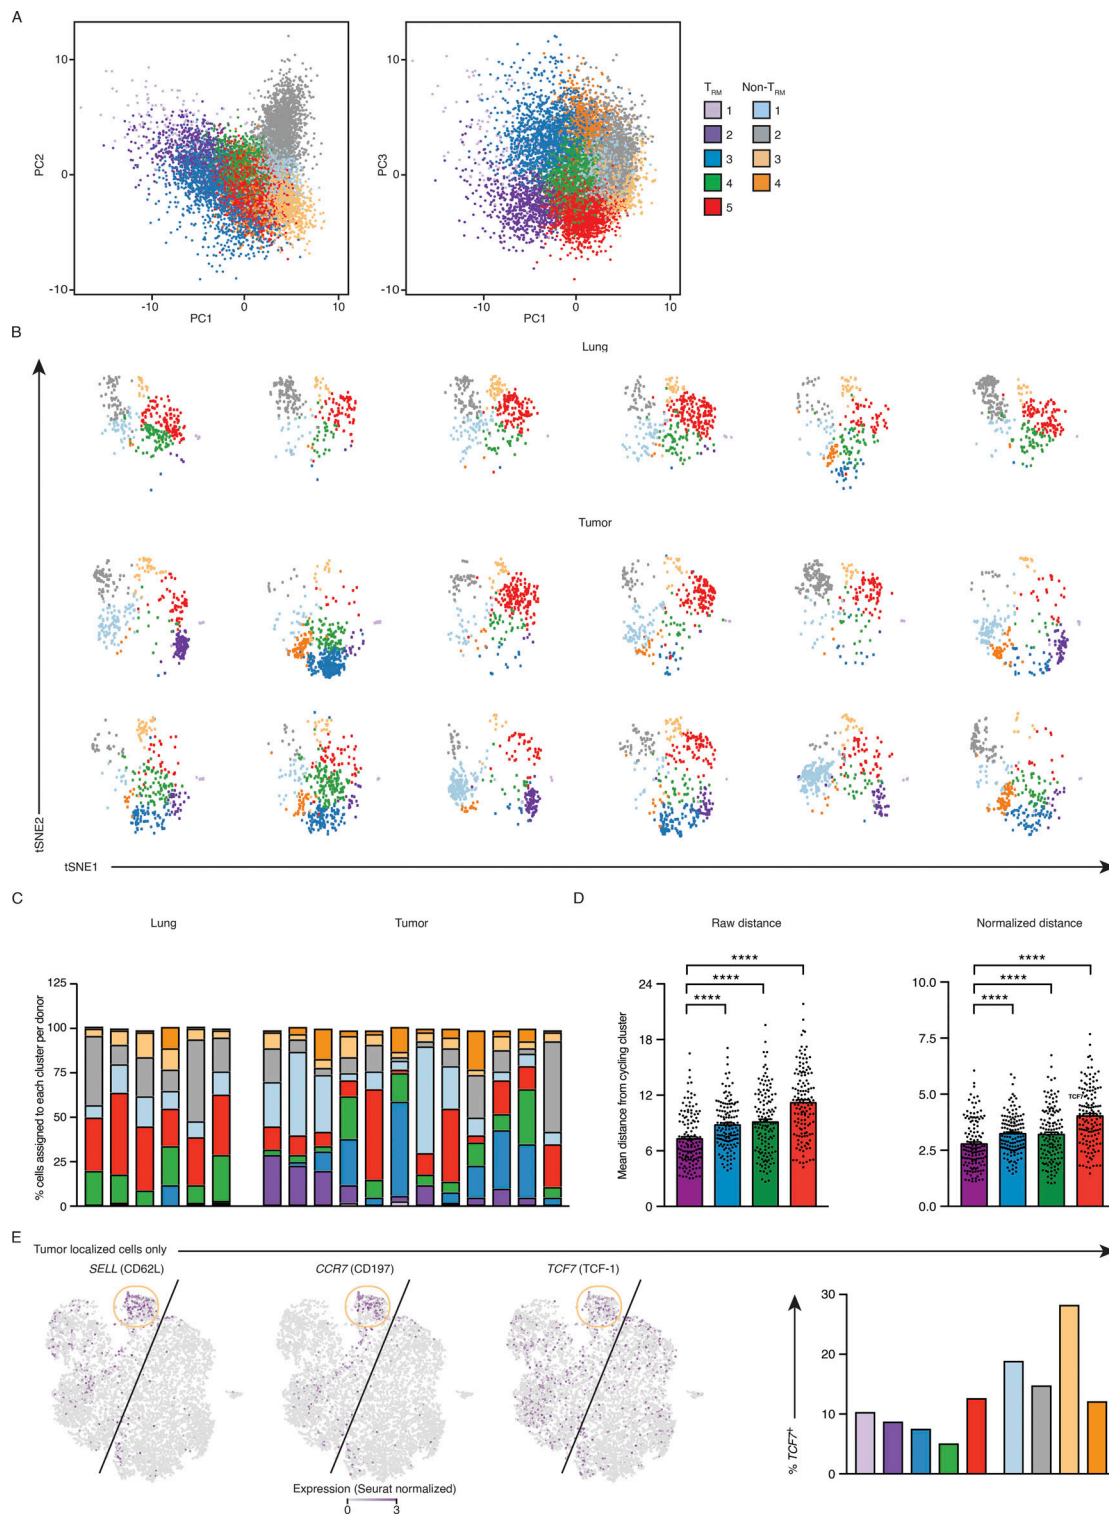 A
10
0
-10
PC2
-10
0
10
PC1
10
0
-10
PC3
-10
0
10
PC1
TRM
Non-TRM
1
1
2
2
3
3
4
4
5
B
Lung
Tumor
tSNE2
tSNE1
C
Lung
Tumor
% cells assigned to each cluster per donor
125
100
75
50
25
0
D
Raw distance
Normalized distance
Mean distance from cycling cluster
24
18
12
6
0
****
****
****
10.0
7.5
5.0
2.5
0.0
****
****
****
TCF7
E
Tumor localized cells only
SELL (CD62L)
CCR7 (CD197)
TCF7 (TCF-1)
Expression (Seurat normalized)
0
3
% TCF7+
30
20
10
0